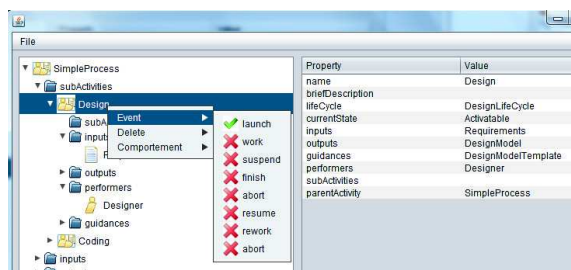 File
SimpleProcess
subActivities
Design
subA
inputs
outputs
performers
Designer
guidances
Coding
inputs
Event
Delete
Comportement
launch
work
suspend
finish
abort
resume
rework
abort
Property Value
name Design
briefDescription
lifeCycle DesignLifeCycle
currentState Activatable
inputs Requirements
outputs DesignModel
guidances DesignModelTemplate
performers Designer
subActivities
parentActivity SimpleProcess